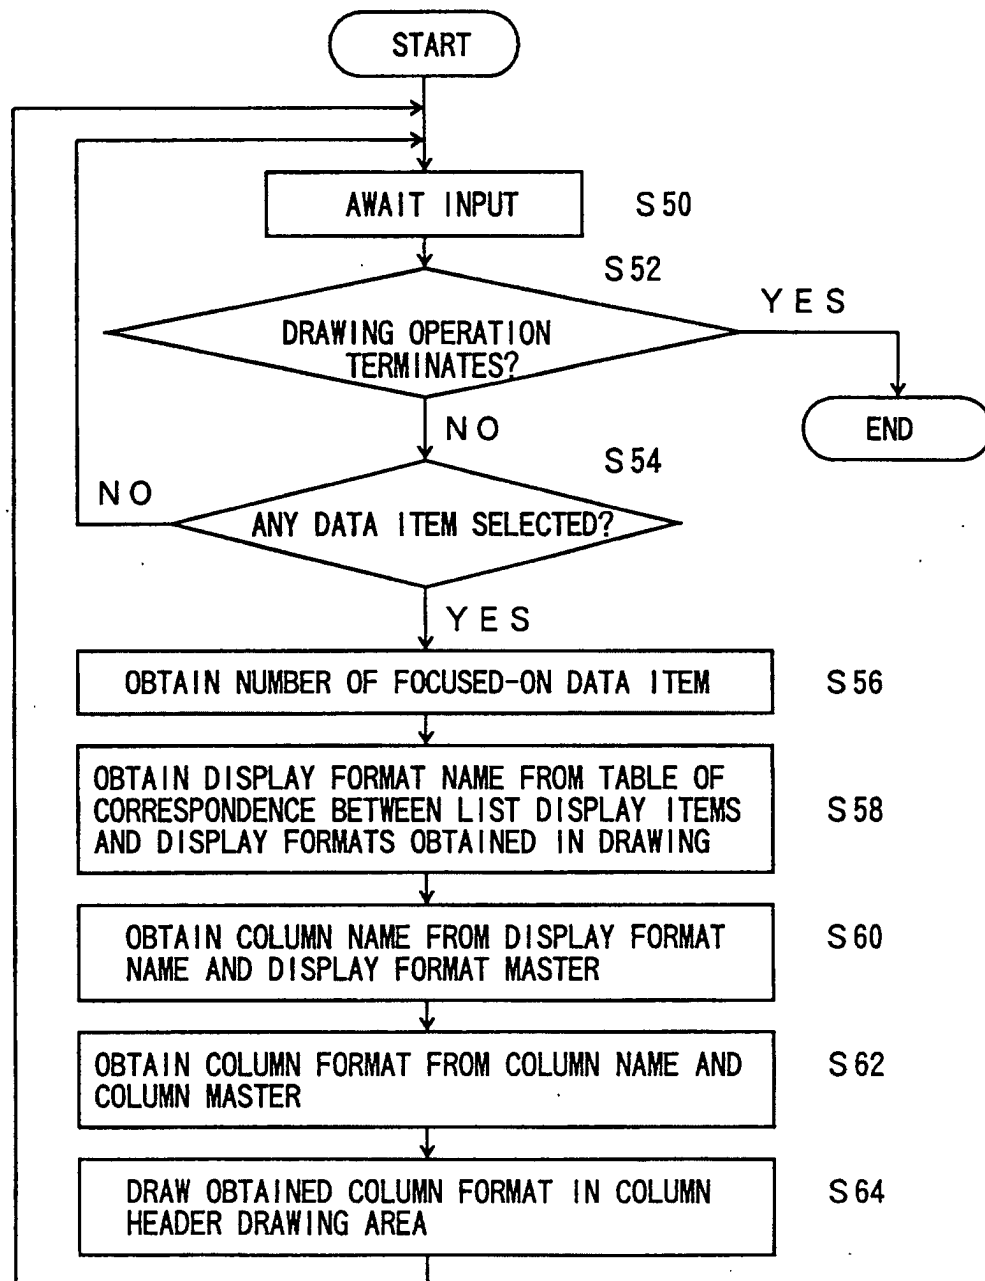 START
AWAIT INPUT
S50
S52
YES
DRAWING OPERATION
TERMINATES?
END
NO
S54
NO
ANY DATA ITEM SELECTED?
YES
OBTAIN NUMBER OF FOCUSED-ON DATA ITEM
S56
OBTAIN DISPLAY FORMAT NAME FROM TABLE OF
CORRESPONDENCE BETWEEN LIST DISPLAY ITEMS
AND DISPLAY FORMATS OBTAINED IN DRAWING
S58
OBTAIN COLUMN NAME FROM DISPLAY FORMAT
NAME AND DISPLAY FORMAT MASTER
S60
OBTAIN COLUMN FORMAT FROM COLUMN NAME AND
COLUMN MASTER
S62
DRAW OBTAINED COLUMN FORMAT IN COLUMN
HEADER DRAWING AREA
S64